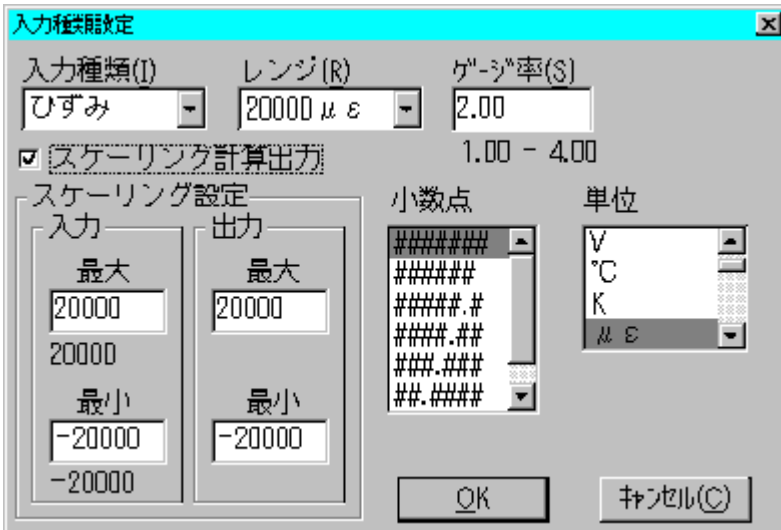 入力種類設定
入力種類(I) レンジ(R) ｹﾞｰｼﾞ率(S)
ひずみ 20000με 2.00
1.00 - 4.00
スケーリング計算出力
スケーリング設定
入力 出力
最大 最大
20000 20000
20000
最小 最小
-20000 -20000
-20000
小数点
#######
######
#####.#
####.##
###.###
##.####
単位
V
℃
K
με
OK ｷｬﾝｾﾙ(C)